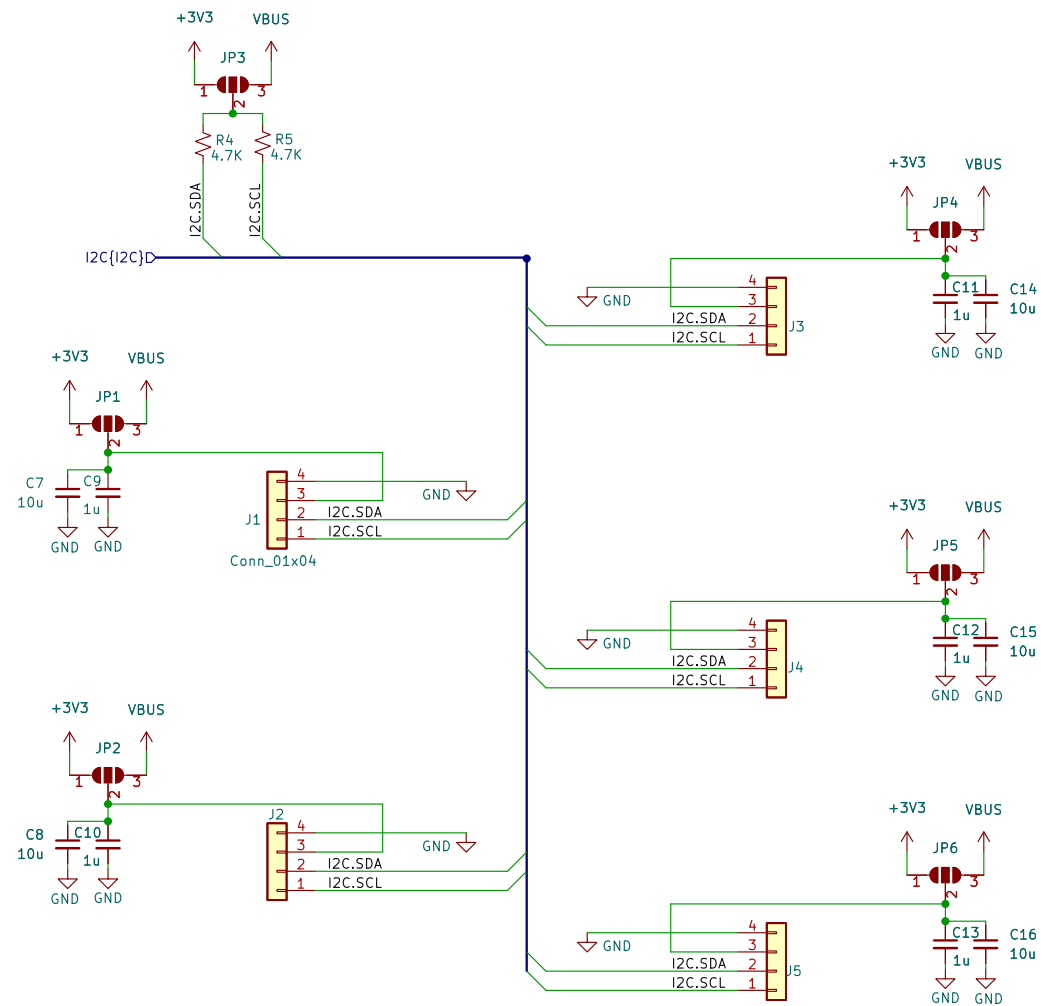 +3V3 VBUS
JP3
1 2 3
R4 4.7K
R5 4.7K
I2C.SDA
I2C.SCL
I2C{I2C}
+3V3 VBUS
JP4
1 2 3
C11 1u
C14 10u
GND GND
4 GND
3
2 I2C.SDA
1 I2C.SCL
J3
+3V3 VBUS
JP1
1 2 3
C7 10u
C9 1u
GND GND
4 GND
3
2 I2C.SDA
1 I2C.SCL
J1
Conn_01x04
+3V3 VBUS
JP5
1 2 3
C12 1u
C15 10u
GND GND
4 GND
3
2 I2C.SDA
1 I2C.SCL
J4
+3V3 VBUS
JP2
1 2 3
C8 10u
C10 1u
GND GND
J2
4 GND
3
2 I2C.SDA
1 I2C.SCL
+3V3 VBUS
JP6
1 2 3
C13 1u
C16 10u
GND GND
4 GND
3
2 I2C.SDA
1 I2C.SCL
J5